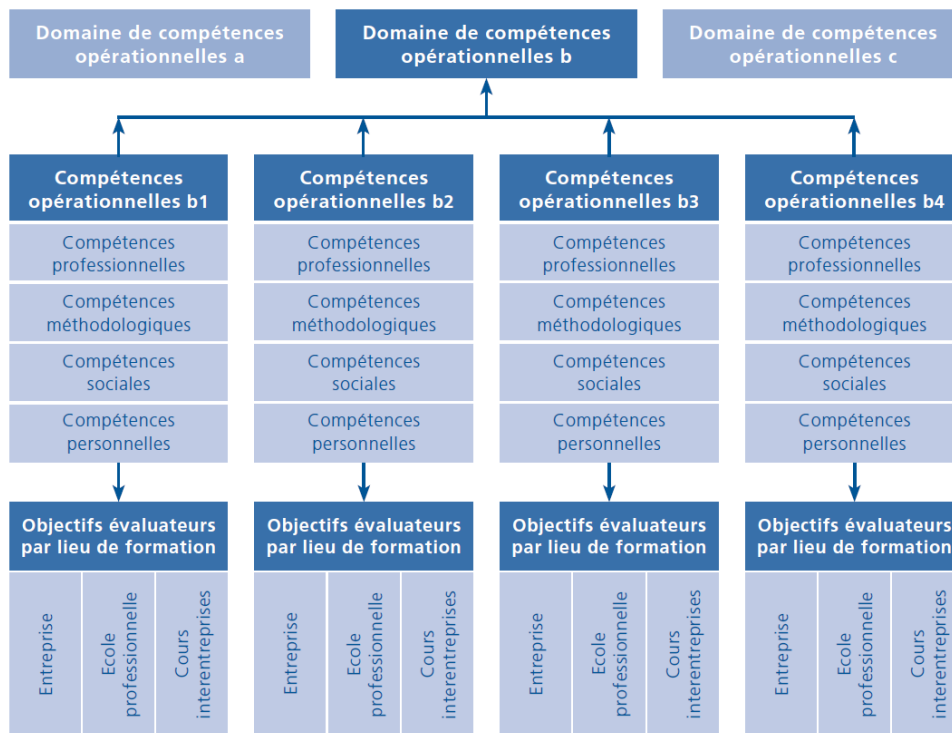 Domaine de compétences
opérationnelles a
Domaine de compétences
opérationnelles b
Domaine de compétences
opérationnelles c
Compétences
opérationnelles b1
Compétences
professionnelles
Compétences
méthodologiques
Compétences
sociales
Compétences
personnelles
Objectifs évaluateurs
par lieu de formation
Entreprise
Ecole
professionnelle
Cours
interentreprises
Compétences
opérationnelles b2
Compétences
professionnelles
Compétences
méthodologiques
Compétences
sociales
Compétences
personnelles
Objectifs évaluateurs
par lieu de formation
Entreprise
Ecole
professionnelle
Cours
interentreprises
Compétences
opérationnelles b3
Compétences
professionnelles
Compétences
méthodologiques
Compétences
sociales
Compétences
personnelles
Objectifs évaluateurs
par lieu de formation
Entreprise
Ecole
professionnelle
Cours
interentreprises
Compétences
opérationnelles b4
Compétences
professionnelles
Compétences
méthodologiques
Compétences
sociales
Compétences
personnelles
Objectifs évaluateurs
par lieu de formation
Entreprise
Ecole
professionnelle
Cours
interentreprises